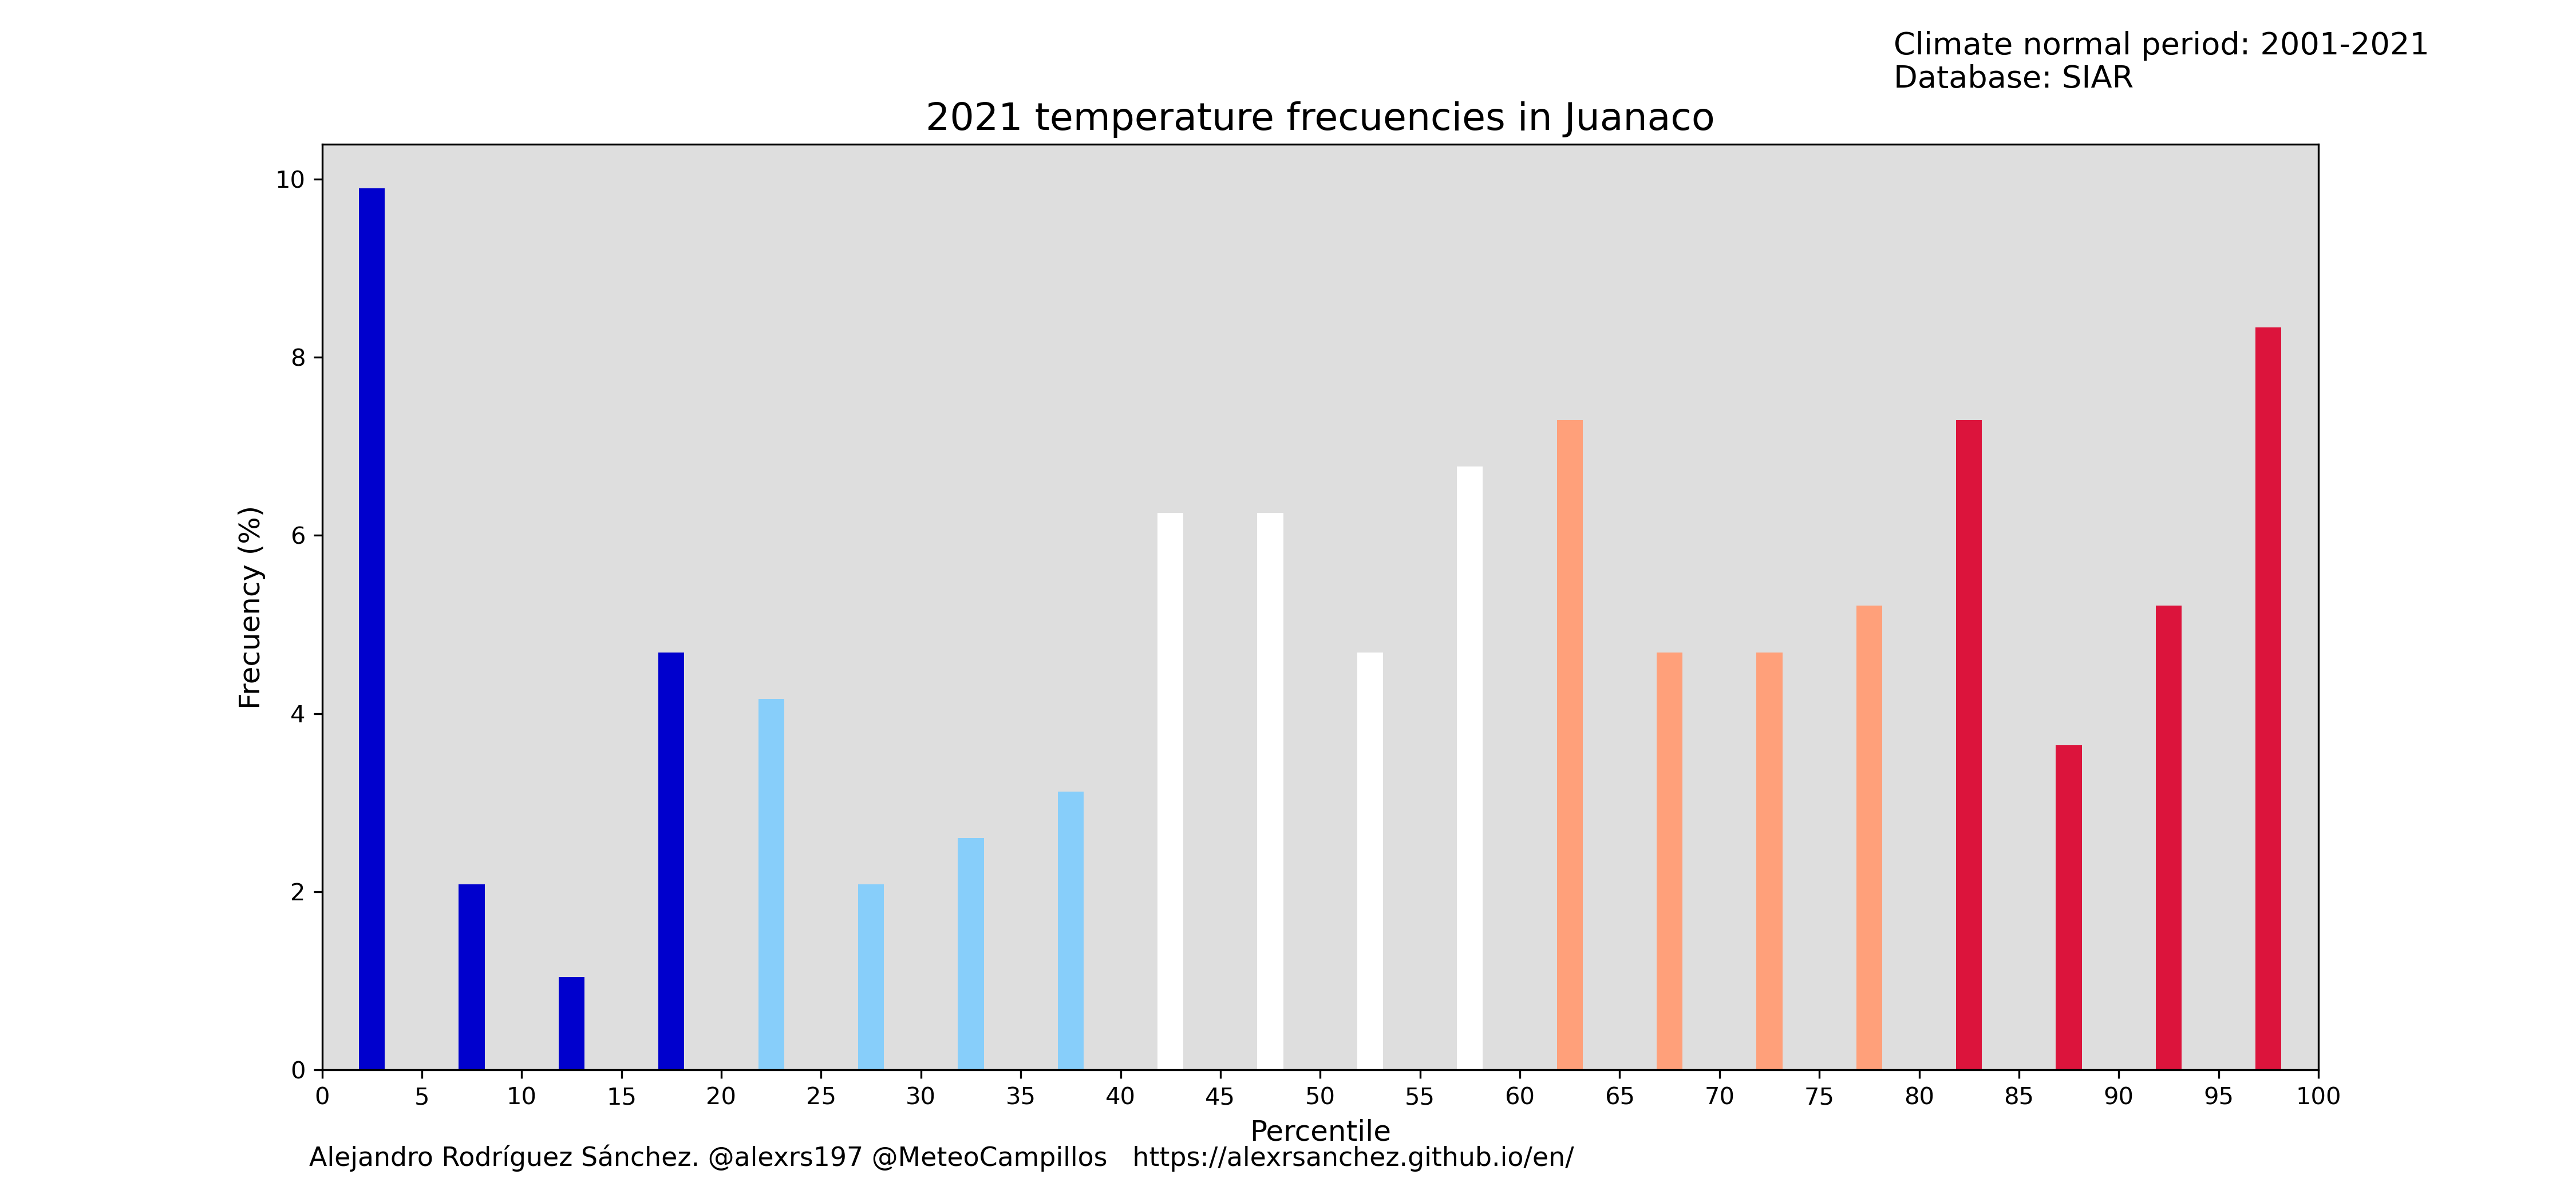 Climate normal period: 2001-2021
Database: SIAR
2021 temperature frecuencies in Juanaco
Frecuency (%)
10
8
6
4
2
0
0 5 10 15 20 25 30 35 40 45 50 55 60 65 70 75 80 85 90 95 100
Percentile
Alejandro Rodríguez Sánchez. @alexrs197 @MeteoCampillos https://alexrsanchez.github.io/en/